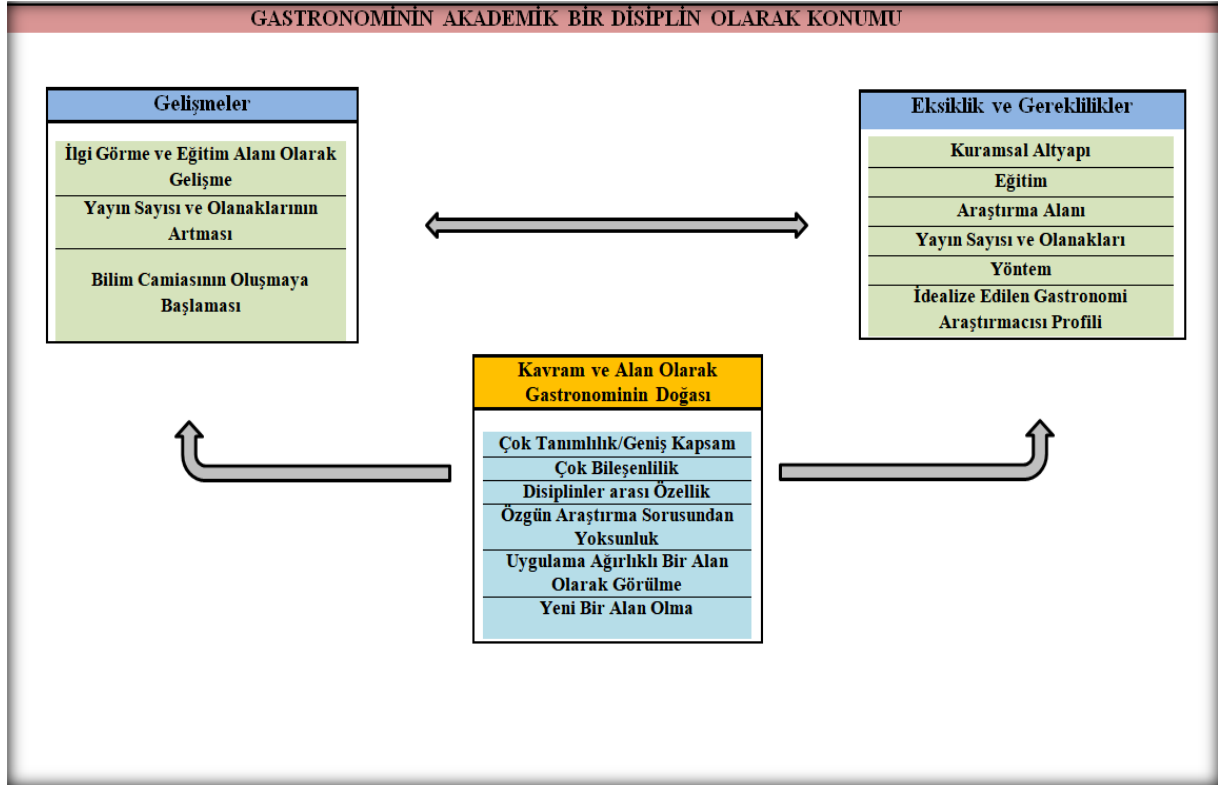 GASTRONOMİNİN AKADEMİK BİR DİSİPLİN OLARAK KONUMU
Gelişmeler
İlgi Görme ve Eğitim Alanı Olarak
Gelişme
Yayın Sayısı ve Olanaklarının
Artması
Bilim Camiasının Oluşmaya
Başlaması
Eksiklik ve Gereklilikler
Kuramsal Altyapı
Eğitim
Araştırma Alanı
Yayın Sayısı ve Olanakları
Yöntem
İdealize Edilen Gastronomi
Araştırmacısı Profili
Kavram ve Alan Olarak
Gastronominin Doğası
Çok Tanımlılık/Geniş Kapsam
Çok Bileşenlilik
Disiplinler arası Özellik
Özgün Araştırma Sorusundan
Yoksunluk
Uygulama Ağırlıklı Bir Alan
Olarak Görülme
Yeni Bir Alan Olma